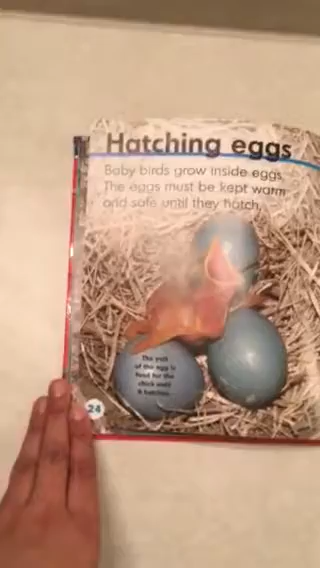 Hatching eggs
Baby birds grow inside eggs.
The eggs must be kept warm
and safe until they hatch.
The yolk
of the egg is
food for the
chick until
it hatches.
24